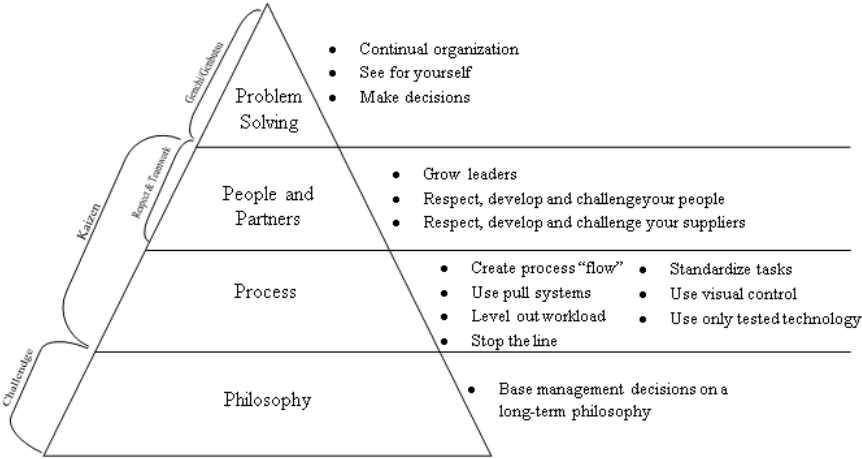 Genchi/Genbutsu
Problem
Solving
• Continual organization
• See for yourself
• Make decisions
Kaizen
Respect & Teamwork
People and
Partners
• Grow leaders
• Respect, develop and challengeyour people
• Respect, develop and challenge your suppliers
Process
• Create process “flow”
• Use pull systems
• Level out workload
• Stop the line
• Standardize tasks
• Use visual control
• Use only tested technology
Challendge
Philosophy
• Base management decisions on a
long-term philosophy